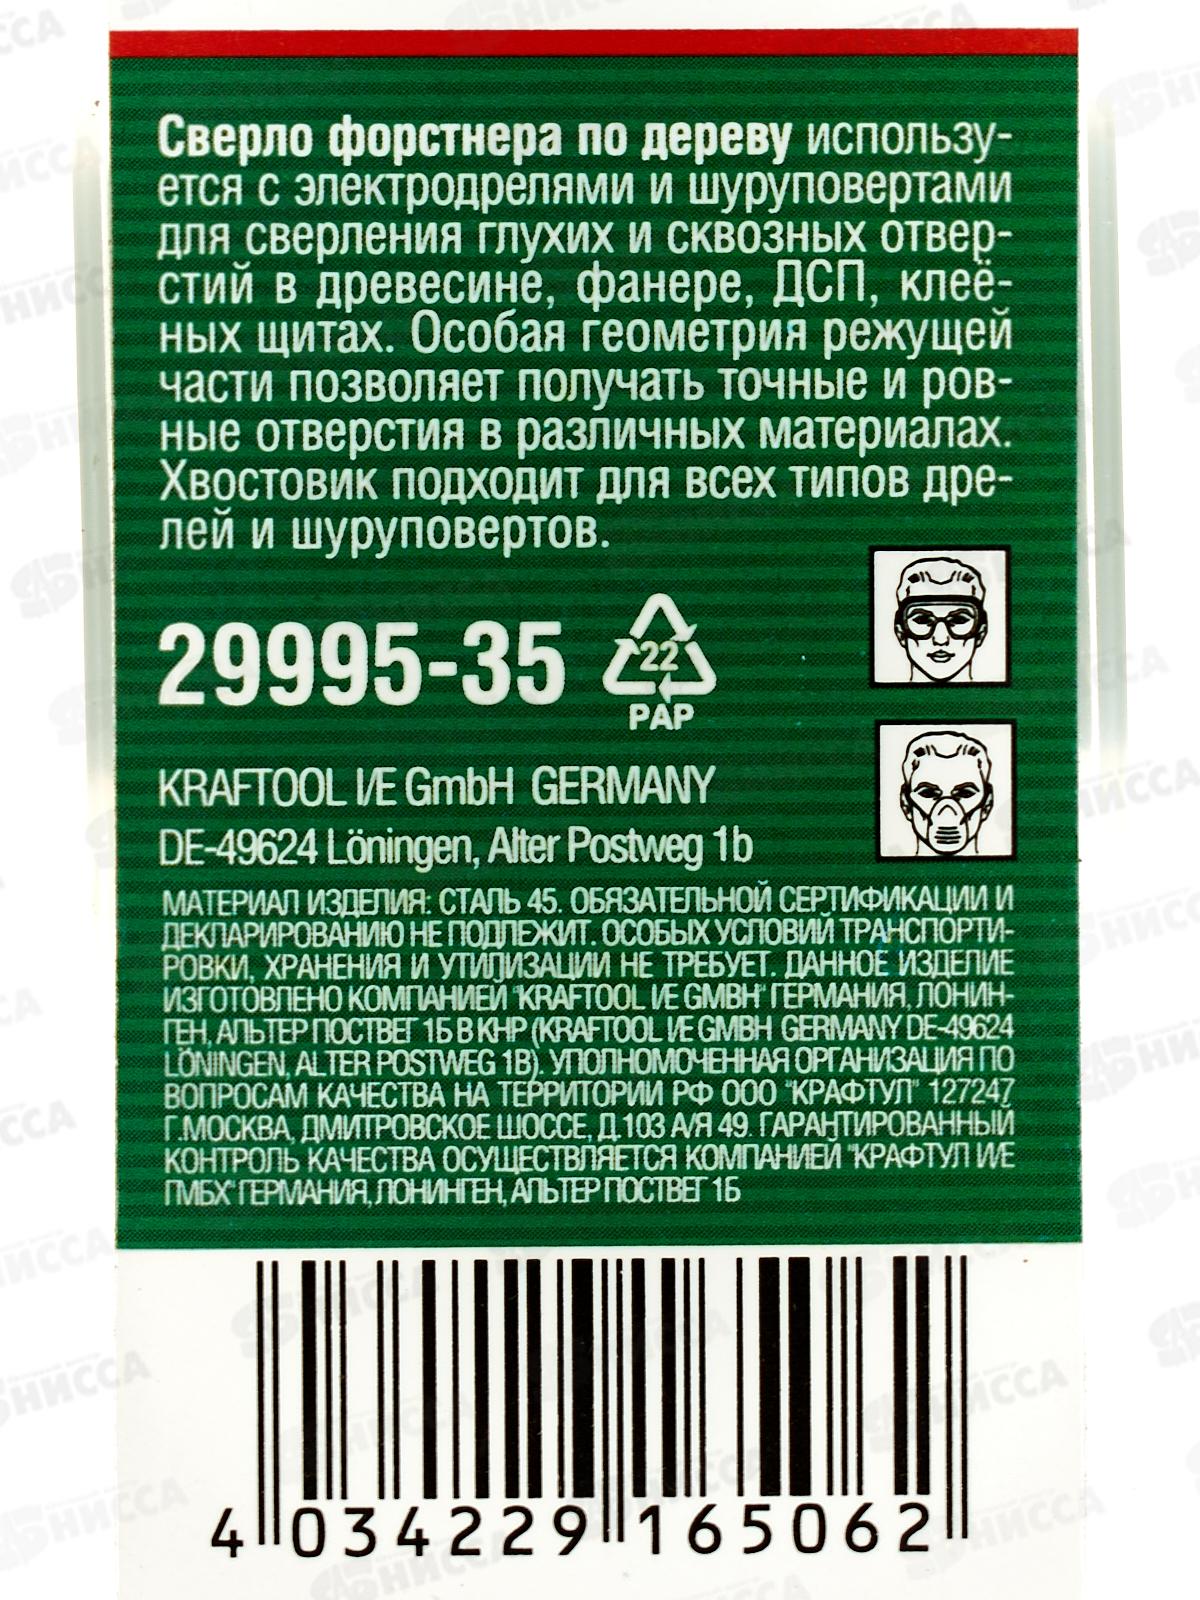 Сверло форстнера по дереву использу-
ется с электродрелями и шуруповертами
для сверления глухих и сквозных отвер-
стий в древесине, фанере, ДСП, клеё-
ных щитах. Особая геометрия режущей
части позволяет получать точные и ров-
ные отверстия в различных материалах.
Хвостовик подходит для всех типов дре-
лей и шуруповертов.
29995-35
22
PAP
KRAFTOOL I/E GmbH GERMANY
DE-49624 Löningen, Alter Postweg 1b
МАТЕРИАЛ ИЗДЕЛИЯ: СТАЛЬ 45. ОБЯЗАТЕЛЬНОЙ СЕРТИФИКАЦИИ И
ДЕКЛАРИРОВАНИЮ НЕ ПОДЛЕЖИТ. ОСОБЫХ УСЛОВИЙ ТРАНСПОРТИ-
РОВКИ, ХРАНЕНИЯ И УТИЛИЗАЦИИ НЕ ТРЕБУЕТ. ДАННОЕ ИЗДЕЛИЕ
ИЗГОТОВЛЕНО КОМПАНИЕЙ "KRAFTOOL I/E GMBH" ГЕРМАНИЯ, ЛОНИН-
ГЕН, АЛЬТЕР ПОСТВЕГ 1Б В КНР (KRAFTOOL I/E GMBH GERMANY DE-49624
LÖNINGEN, ALTER POSTWEG 1B). УПОЛНОМОЧЕННАЯ ОРГАНИЗАЦИЯ ПО
ВОПРОСАМ КАЧЕСТВА НА ТЕРРИТОРИИ РФ ООО "КРАФТУЛ" 127247
Г.МОСКВА, ДМИТРОВСКОЕ ШОССЕ, Д.103 А/Я 49. ГАРАНТИРОВАННЫЙ
КОНТРОЛЬ КАЧЕСТВА ОСУЩЕСТВЛЯЕТСЯ КОМПАНИЕЙ "КРАФТУЛ И/Е
ГМБХ" ГЕРМАНИЯ, ЛОНИНГЕН, АЛЬТЕР ПОСТВЕГ 1Б
4 034229 165062
НИССА